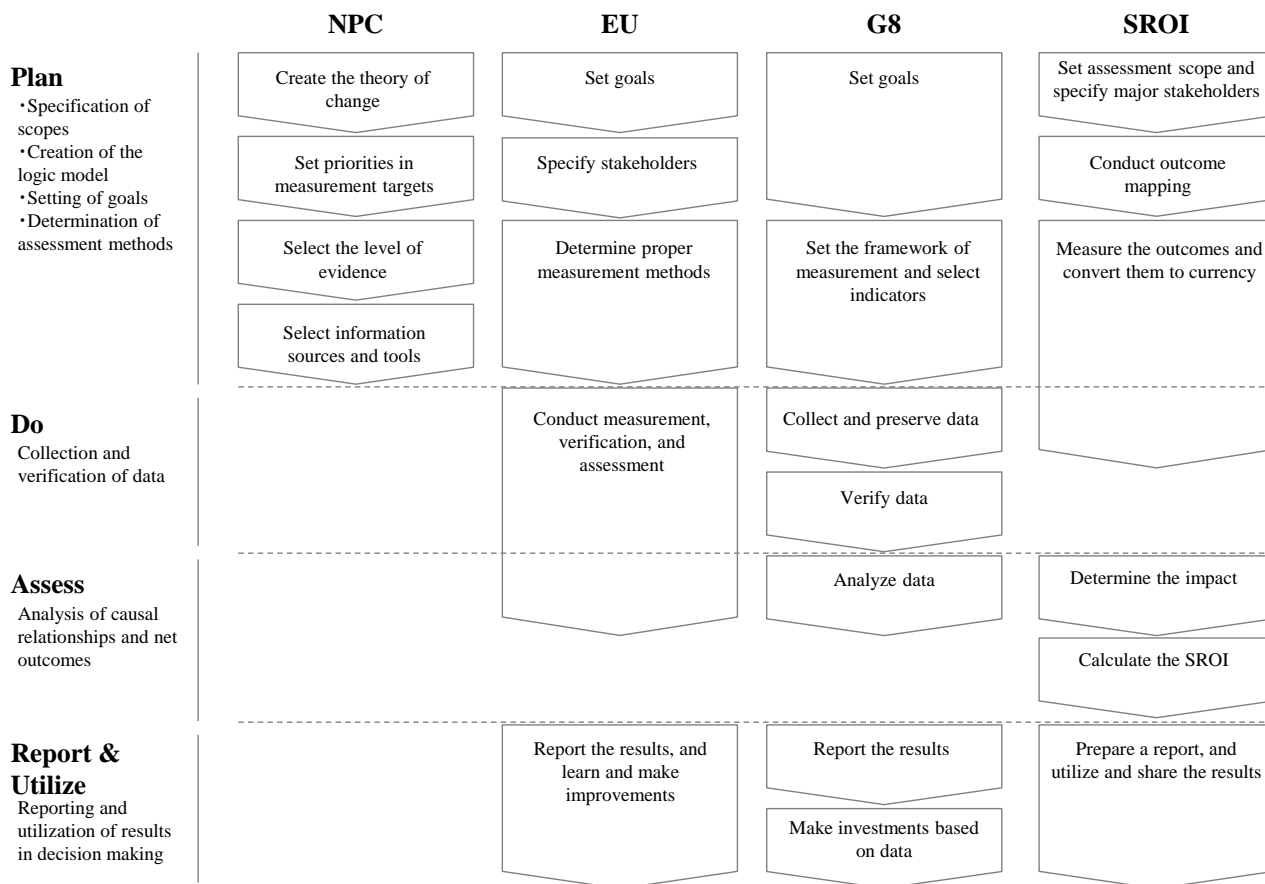 NPC
EU
G8
SROI
Plan
・Specification of
scopes
・Creation of the
logic model
・Setting of goals
・Determination of
assessment methods
Create the theory of
change
Set priorities in
measurement targets
Select the level of
evidence
Select information
sources and tools
Set goals
Specify stakeholders
Determine proper
measurement methods
Set goals
Set the framework of
measurement and select
indicators
Set assessment scope and
specify major stakeholders
Conduct outcome
mapping
Measure the outcomes and
convert them to currency
Do
Collection and
verification of data
Conduct measurement,
verification, and
assessment
Collect and preserve data
Verify data
Assess
Analysis of causal
relationships and net
outcomes
Analyze data
Determine the impact
Calculate the SROI
Report &
Utilize
Reporting and
utilization of results
in decision making
Report the results, and
learn and make
improvements
Report the results
Make investments based
on data
Prepare a report, and
utilize and share the results